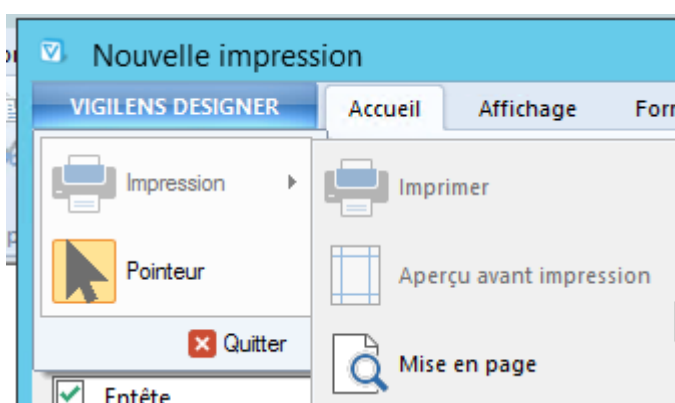 Nouvelle impression
VIGILENS DESIGNER Accueil Affichage
Impression
Imprimer
Pointeur
Aperçu avant impression
Quitter
Mise en page
Entête